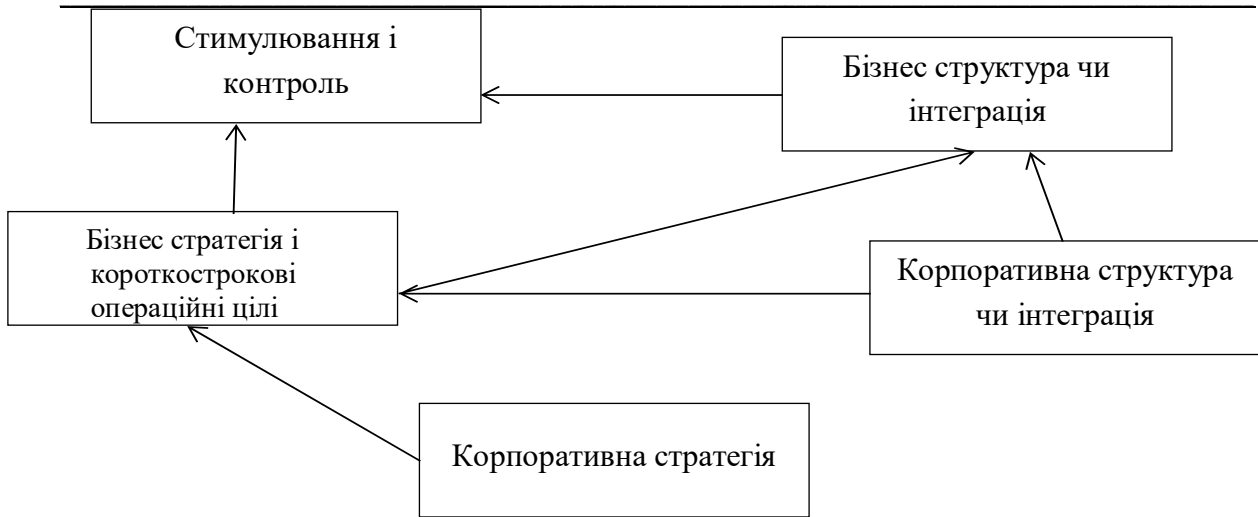 Стимулювання і
контроль
Бізнес структура чи
інтеграція
Бізнес стратегія і
короткострокові
операційні цілі
Корпоративна структура
чи інтеграція
Корпоративна стратегія